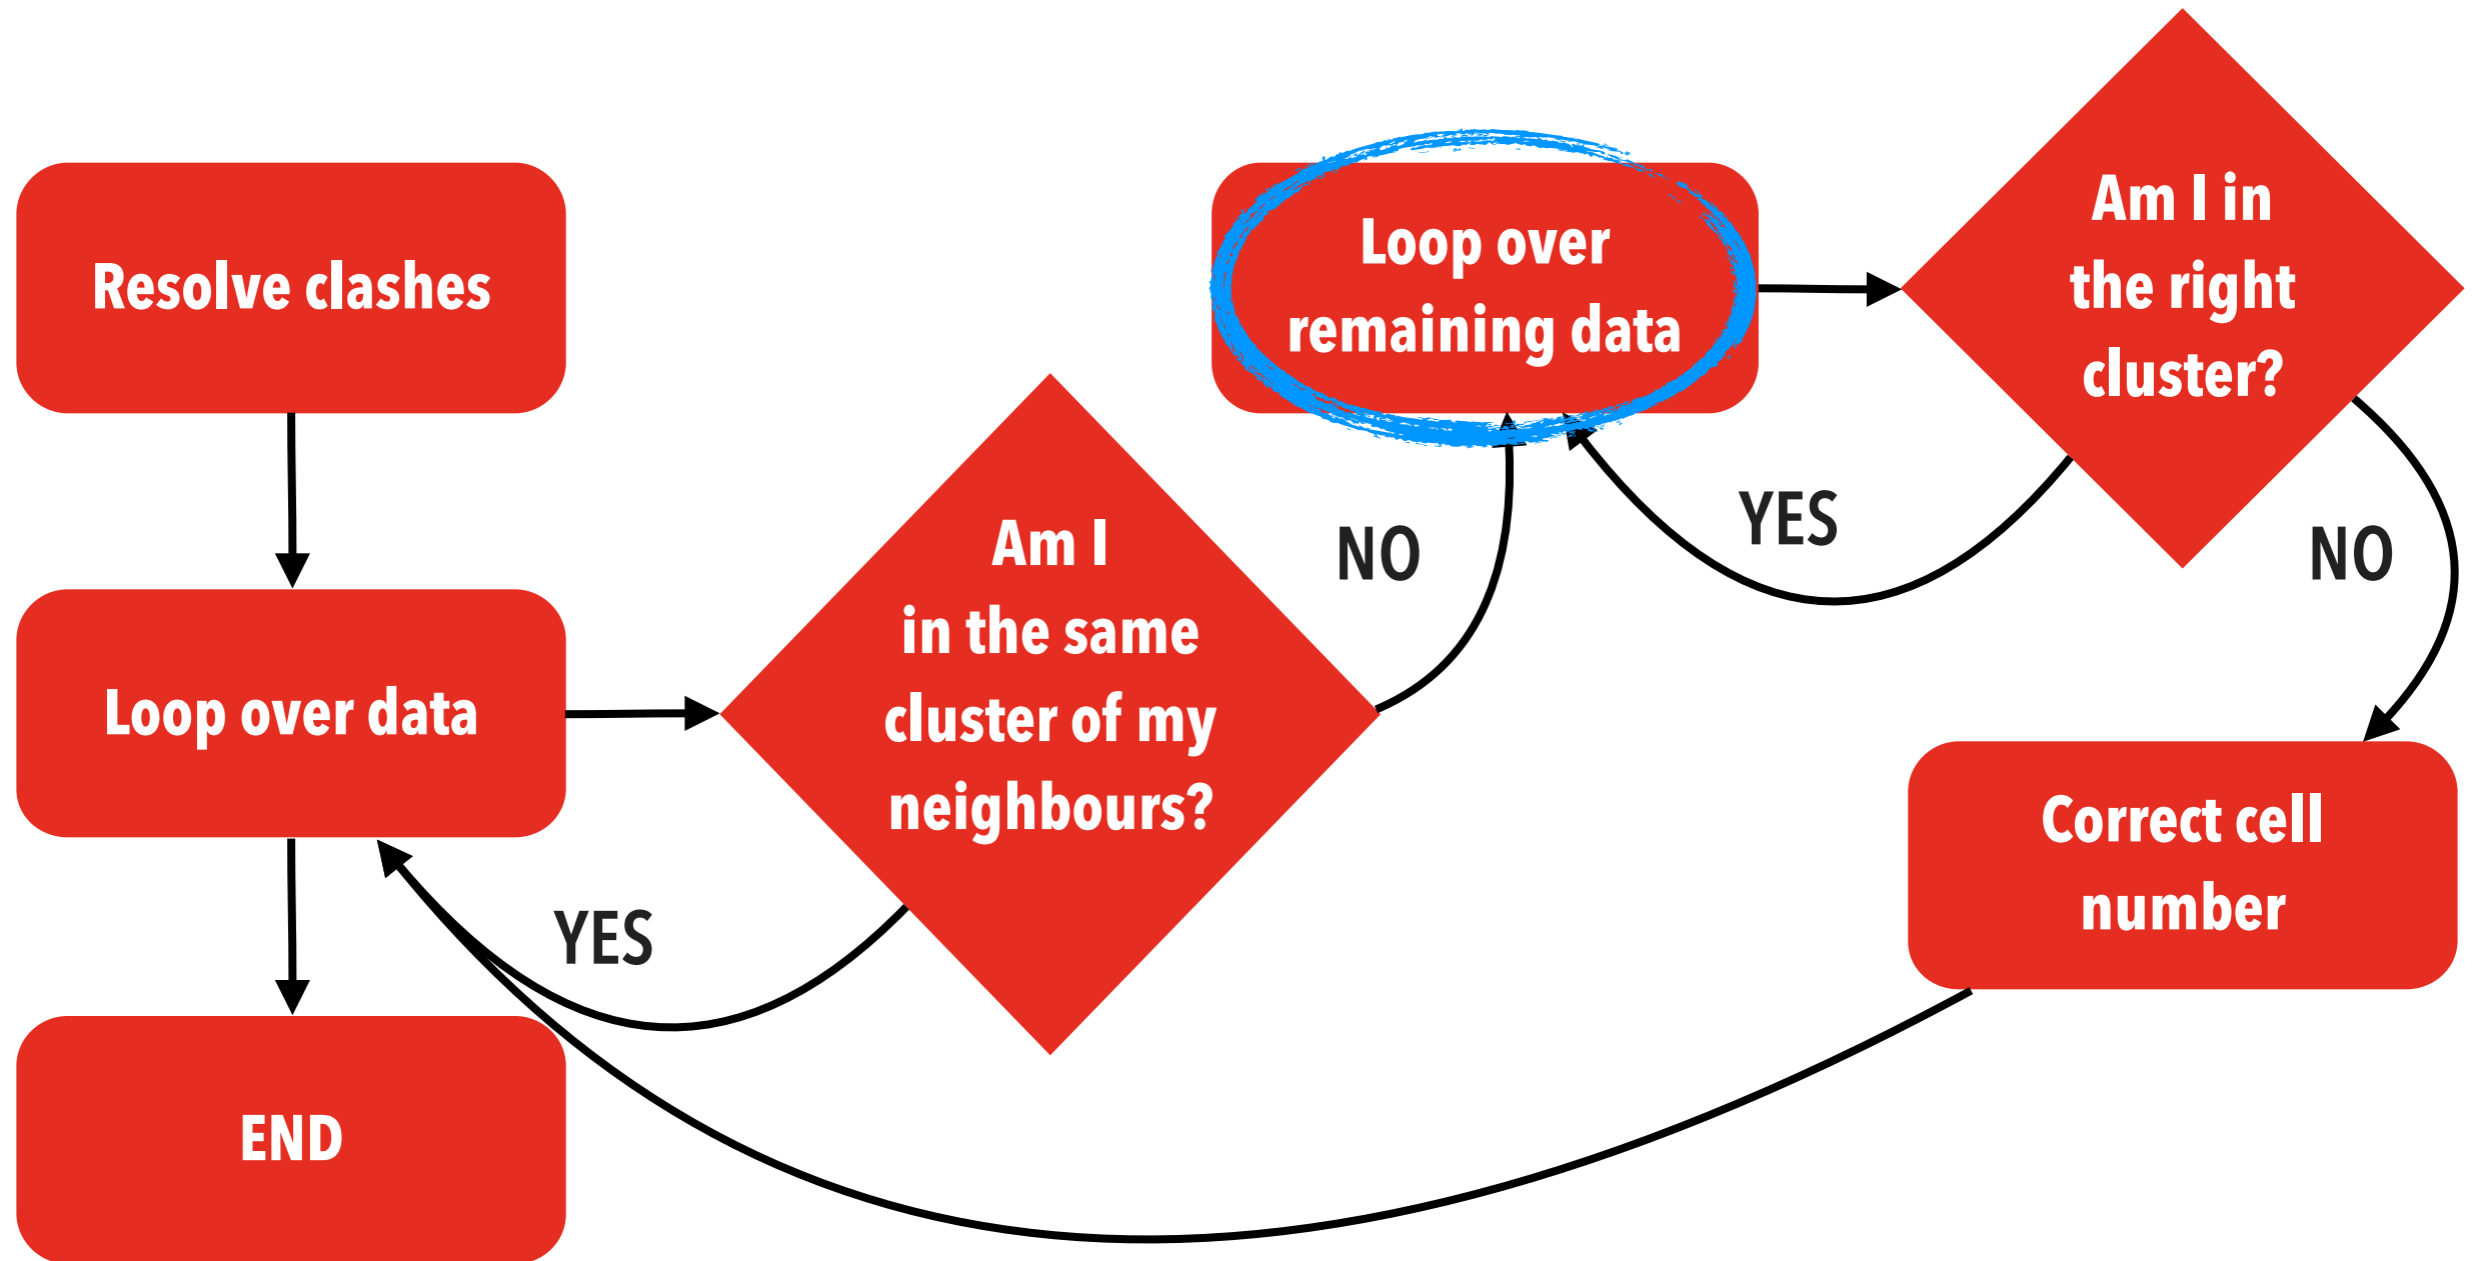 Resolve clashes
Loop over data
END
Am I
in the same
cluster of my
neighbours?
YES
NO
Loop over
remaining data
Am I in
the right
cluster?
YES
NO
Correct cell
number